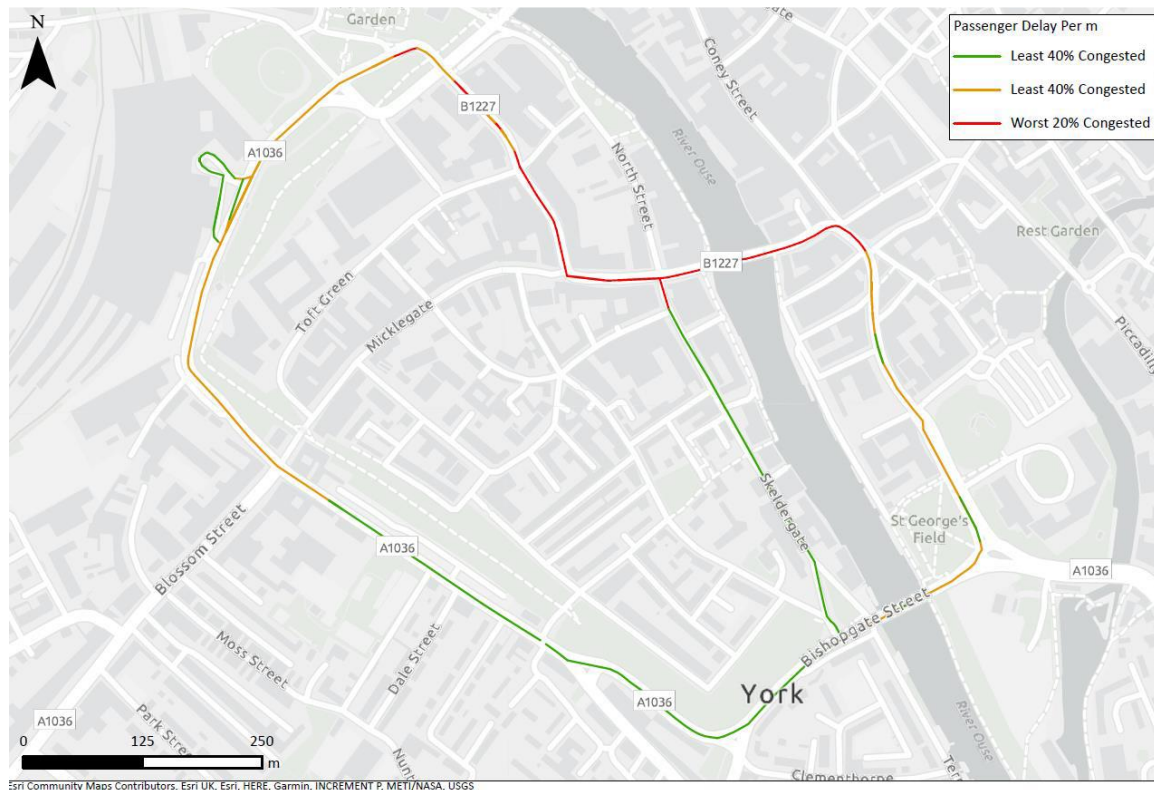 N
Garden
Passenger Delay Per m
Least 40% Congested
Least 40% Congested
Worst 20% Congested
Coney Street
B1227
North Street
River Ouse
A1036
Rest Garden
B1227
Toft Green
Micklegate
Piccadilly
Skeldergate
St George's
Field
Blossom Street
A1036
A1036
Bishopgate Street
Moss Street
Dale Street
York
A1036
A1036
Park Stree
Nunt
River Ouse
Terr
Clementhorpe
0 125 250
m
Esri Community Maps Contributors, Esri UK, Esri, HERE, Garmin, INCREMENT P, METI/NASA, USGS